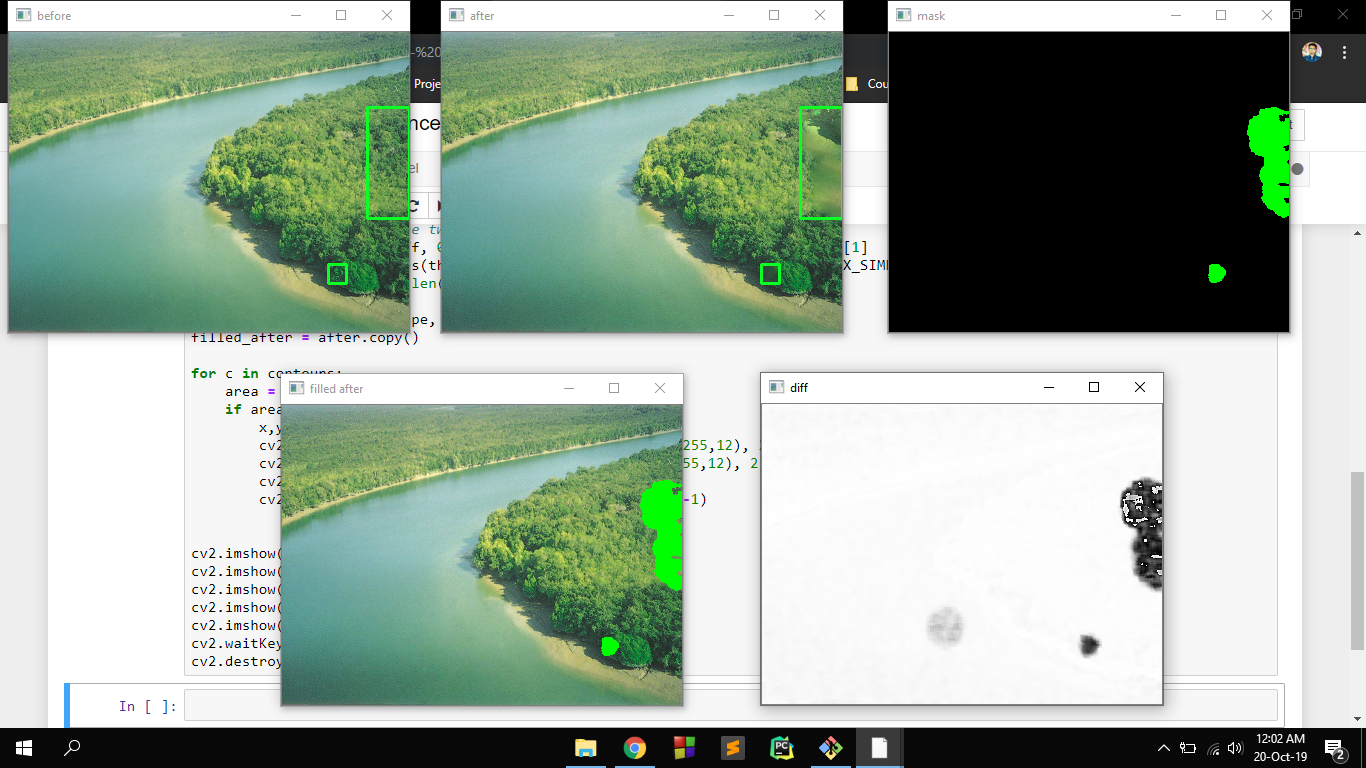 before
after
mask
-%20
Proje
Cou
nce
t
el
e tw
f, 0
[1]
s(th
X_SIM
len(
pe,
filled_after = after.copy()
for c in contours:
filled after
diff
area =
if area
x,y
cv2
255,12), 2
cv2
55,12), 2
cv2
cv2
-1)
cv2.imshow(
cv2.imshow(
cv2.imshow(
cv2.imshow(
cv2.imshow(
cv2.waitKey
cv2.destroy
In [ ]:
PC
12:02 AM
20-Oct-19
2